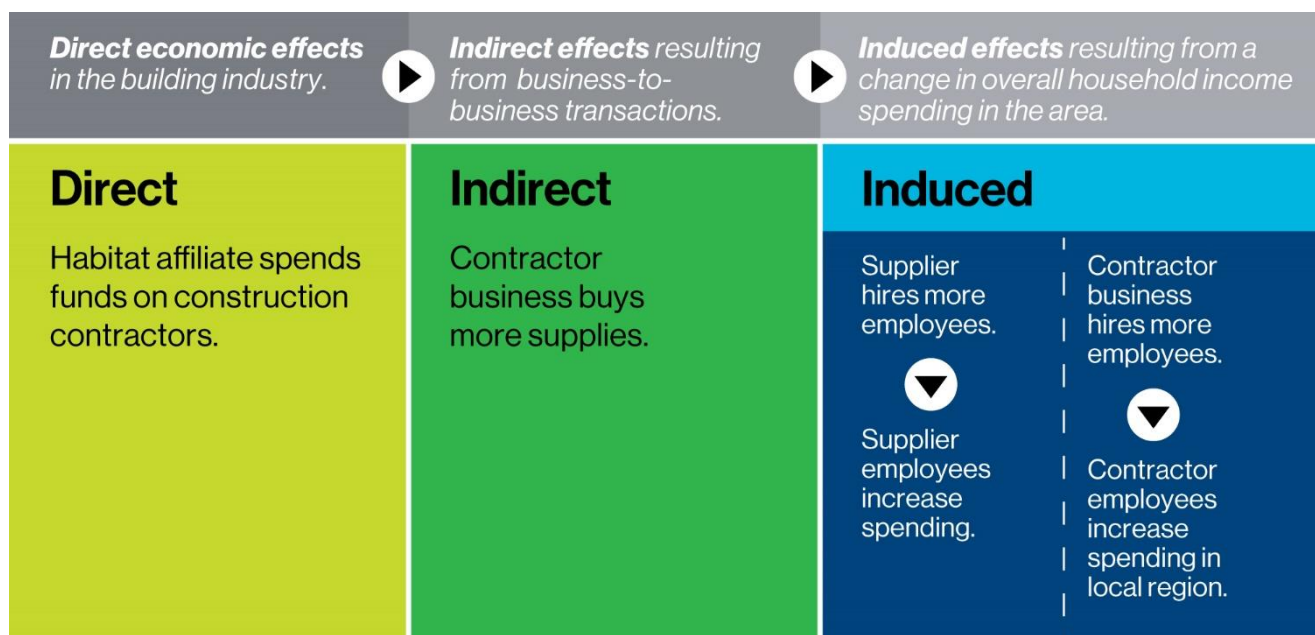 Direct economic effects
in the building industry.
Indirect effects resulting
from business-to-
business transactions.
Induced effects resulting from a
change in overall household income
spending in the area.
Direct
Habitat affiliate spends
funds on construction
contractors.
Indirect
Contractor
business buys
more supplies.
Induced
Supplier
hires more
employees.
Supplier
employees
increase
spending.
Contractor
business
hires more
employees.
Contractor
employees
increase
spending in
local region.